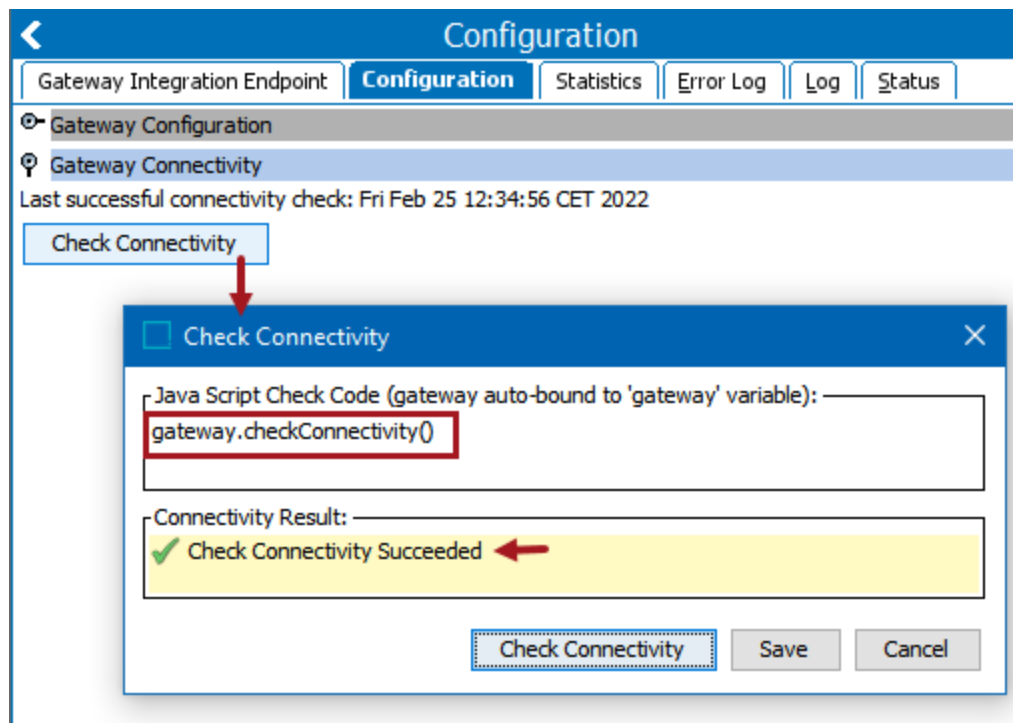 Configuration
Gateway Integration Endpoint Configuration Statistics Error Log Log Status
Gateway Configuration
Gateway Connectivity
Last successful connectivity check: Fri Feb 25 12:34:56 CET 2022
Check Connectivity
Check Connectivity
Java Script Check Code (gateway auto-bound to 'gateway' variable):
gateway.checkConnectivity()
Connectivity Result:
Check Connectivity Succeeded
Check Connectivity Save Cancel